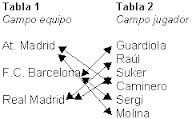 Tabla 1 Tabla 2
Campo equipo Campo jugador
At. Madrid Guardiola
Raúl
F.C. Barcelona Suker
Caminero
Real Madrid Sergi
Molina